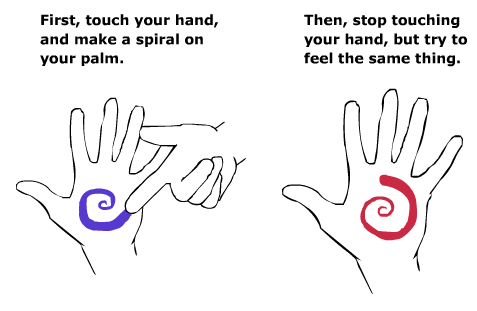 First, touch your hand,
and make a spiral on
your palm.
Then, stop touching
your hand, but try to
feel the same thing.